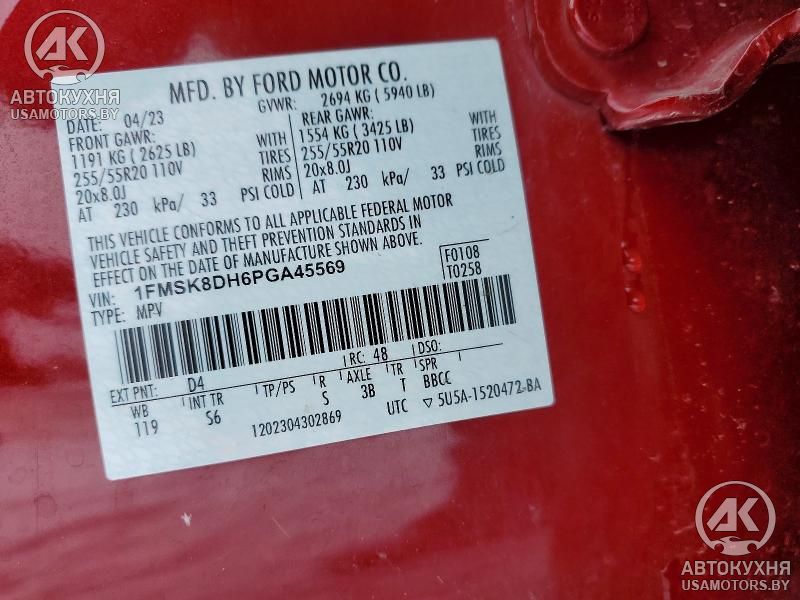 АК
АВТОКУХНЯ
USAMOTORS.BY
MFD. BY FORD MOTOR CO.
DATE: 04/23 GVWR: 2694 KG ( 5940 LB)
FRONT GAWR: REAR GAWR:
1191 KG ( 2625 LB) WITH 1554 KG ( 3425 LB) WITH
255/55R20 110V TIRES 255/55R20 110V TIRES
20x8.0J RIMS 20x8.0J RIMS
AT 230 kPa/ 33 PSI COLD AT 230 kPa/ 33 PSI COLD
THIS VEHICLE CONFORMS TO ALL APPLICABLE FEDERAL MOTOR
VEHICLE SAFETY AND THEFT PREVENTION STANDARDS IN
EFFECT ON THE DATE OF MANUFACTURE SHOWN ABOVE.
VIN: 1FMSK8DH6PGA45569 F0108
TYPE: MPV T0258
EXT PNT: D4 RC: 48 DSO:
WB INT TR TP/PS R AXLE TR SPR
119 S6 S 3B T BBCC
1202304302869 UTC ▽ 5U5A-1520472-BA
АК
АВТОКУХНЯ
USAMOTORS.BY